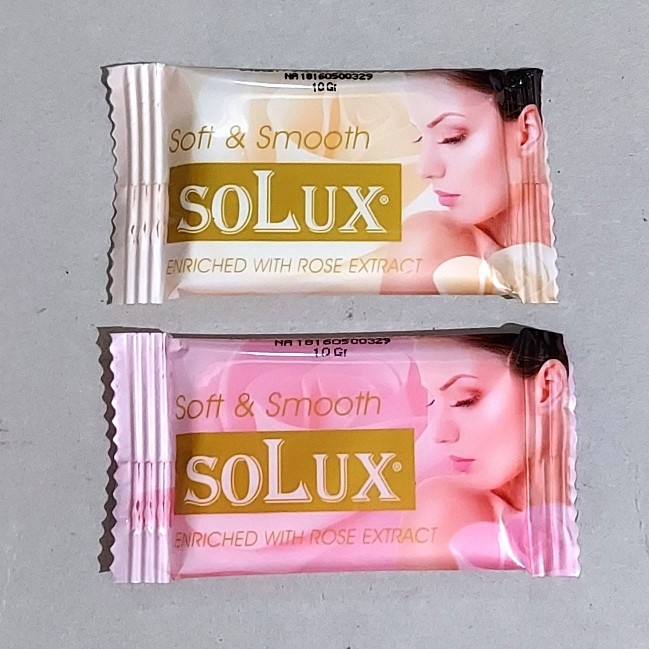 NA18160500329
10 Gr
Soft & Smooth
SOLUX®
ENRICHED WITH ROSE EXTRACT
NA18160500329
10 Gr
Soft & Smooth
SOLUX®
ENRICHED WITH ROSE EXTRACT